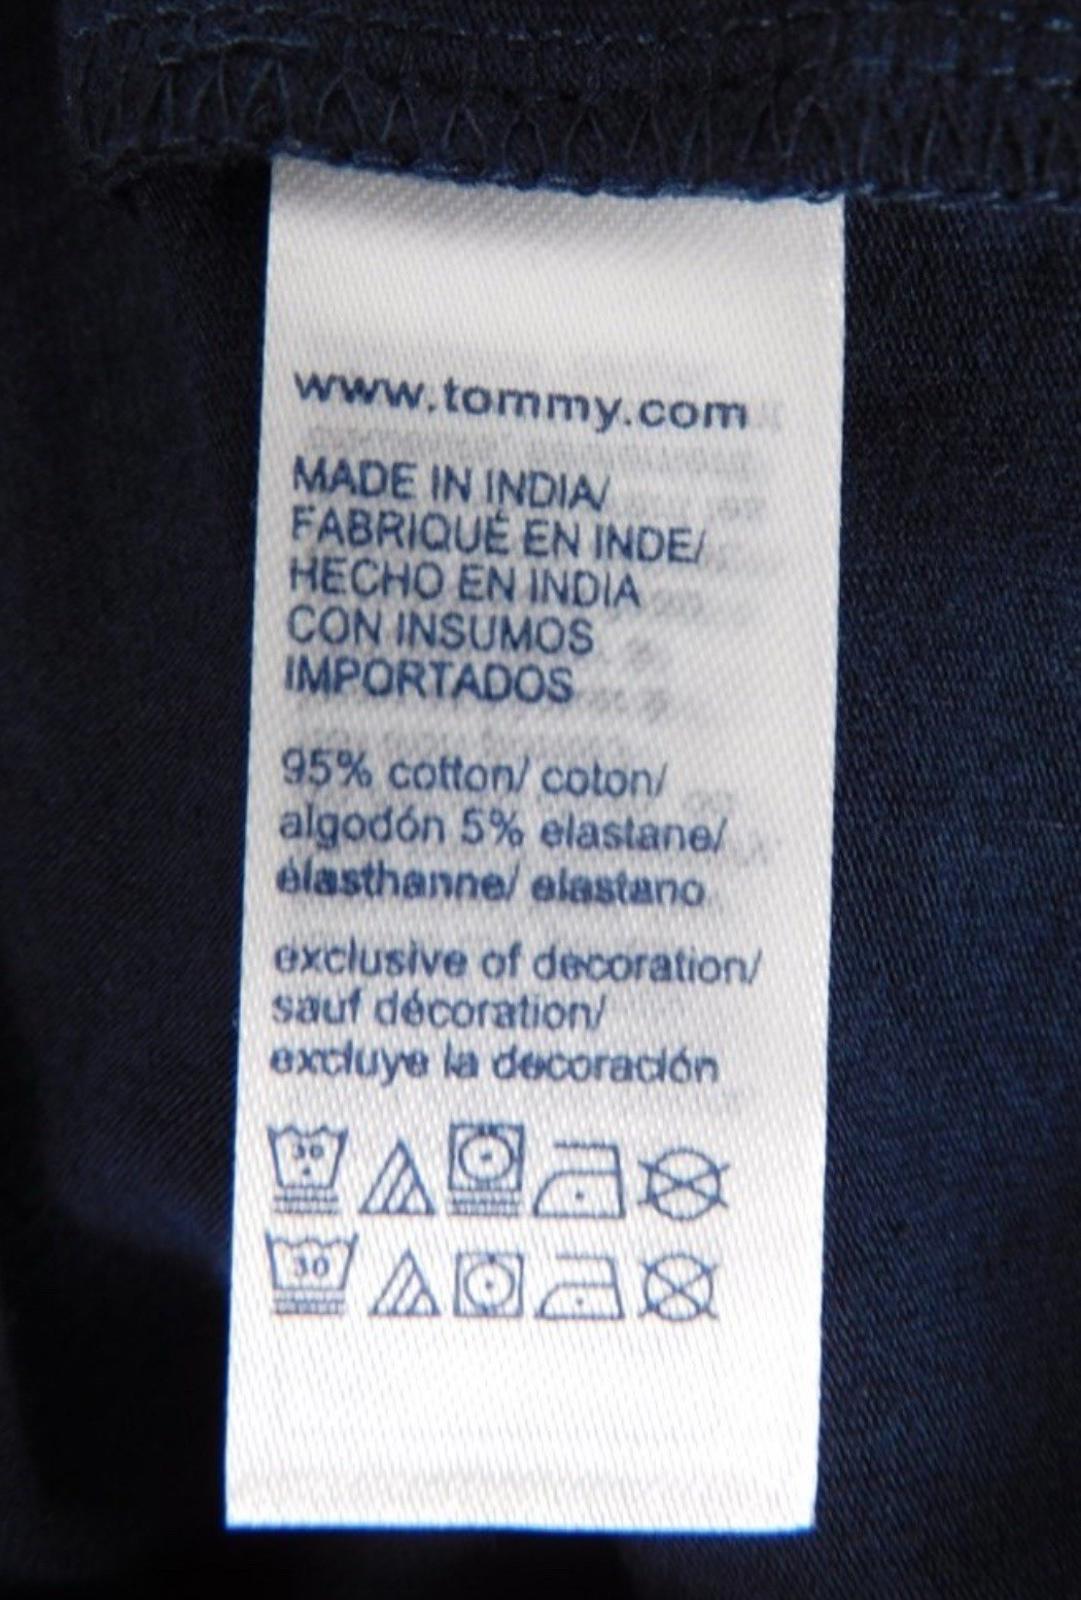 www.tommy.com
MADE IN INDIA/
FABRIQUÉ EN INDE/
HECHO EN INDIA
CON INSUMOS
IMPORTADOS
95% cotton/ coton/
algodón 5% elastane/
élasthanne/ elastano
exclusive of decoration/
sauf décoration/
excluye la decoración
30
30